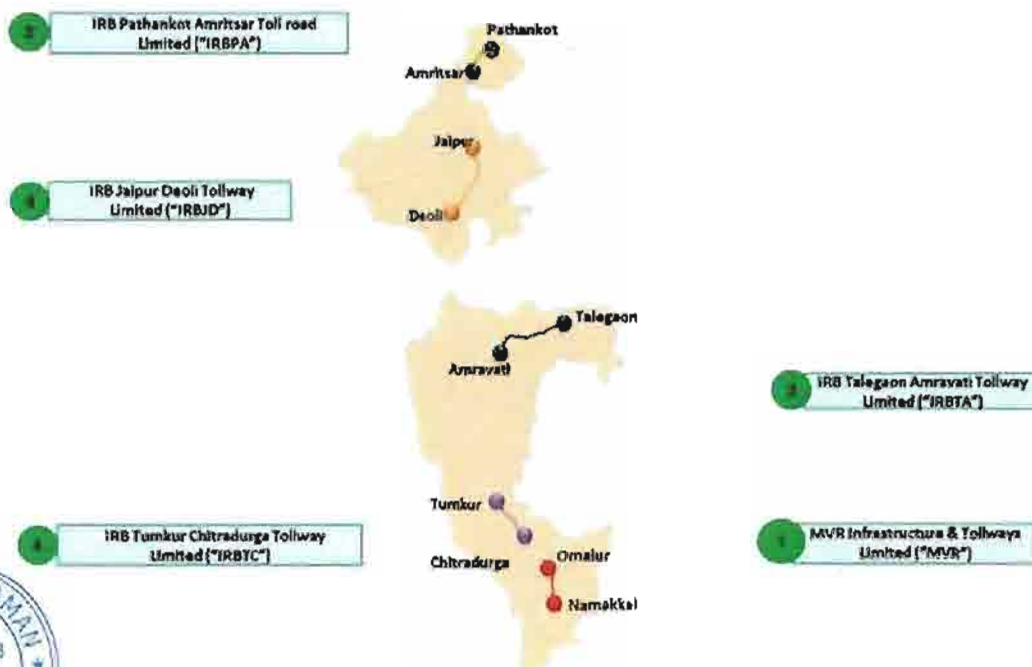 IRB Pathankot Amritsar Toll road
Limited ("IRBPA")
Pathankot
Amritsar
Jaipur
IRB Jaipur Deoli Tollway
Limited ("IRBJD")
Deoli
Talegaon
Amravati
IRB Talegaon Amravati Tollway
Limited ("IRBTA")
Tumkur
IRB Tumkur Chitradurga Tollway
Limited ("IRBTC")
Chitradurga
Omalur
MVR Infrastructure & Tollways
Limited ("MVR")
Namakkal
MAN